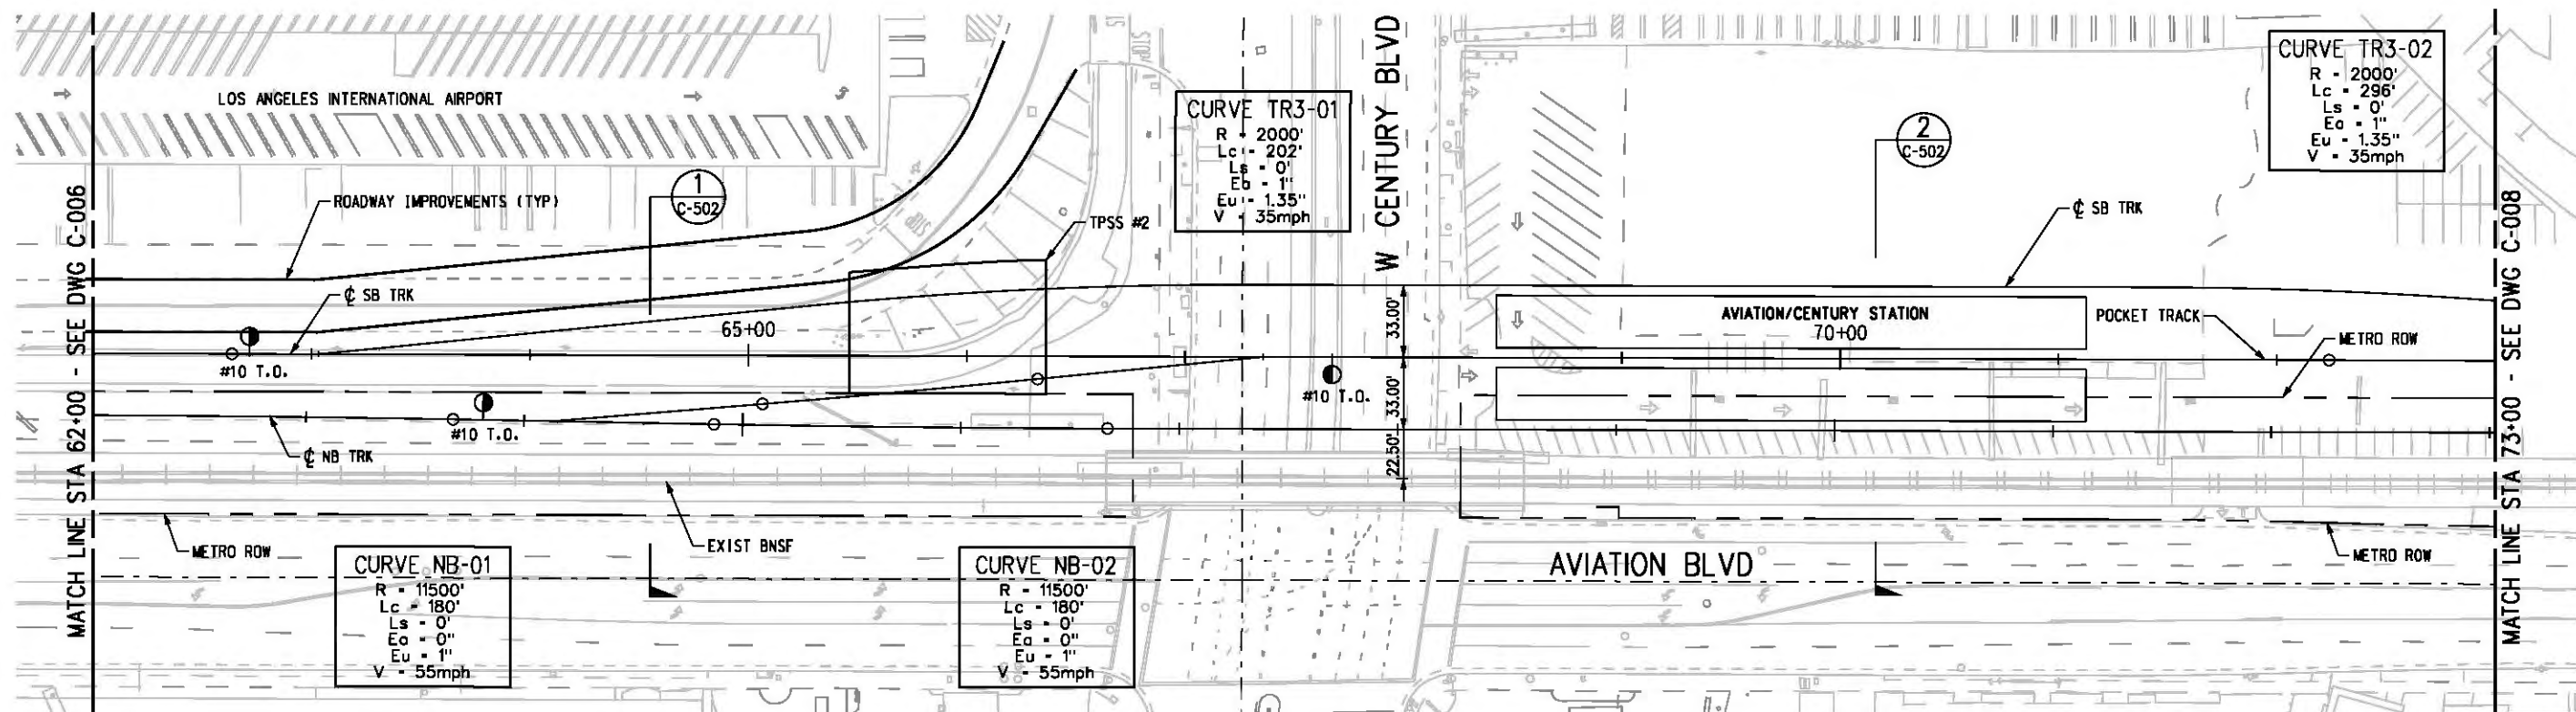 LOS ANGELES INTERNATIONAL AIRPORT
MATCH LINE STA 62+00 - SEE DWG C-006
ROADWAY IMPROVEMENTS (TYP)
1
C-502
℄ SB TRK
#10 T.O.
65+00
#10 T.O.
℄ NB TRK
METRO ROW
EXIST BNSF
CURVE NB-01
R = 11500'
Lc = 180'
Ls = 0'
Ea = 0"
Eu = 1"
V = 55mph
STOP
TPSS #2
CURVE TR3-01
R = 2000'
Lc = 202'
Ls = 0'
Ea = 1"
Eu = 1.35"
V = 35mph
CURVE NB-02
R = 11500'
Lc = 180'
Ls = 0'
Ea = 0"
Eu = 1"
V = 55mph
W CENTURY BLVD
33.00'
33.00'
22.50'
#10 T.O.
2
C-502
℄ SB TRK
AVIATION/CENTURY STATION
70+00
POCKET TRACK
METRO ROW
AVIATION BLVD
METRO ROW
CURVE TR3-02
R = 2000'
Lc = 296'
Ls = 0'
Ea = 1"
Eu = 1.35"
V = 35mph
MATCH LINE STA 73+00 - SEE DWG C-008